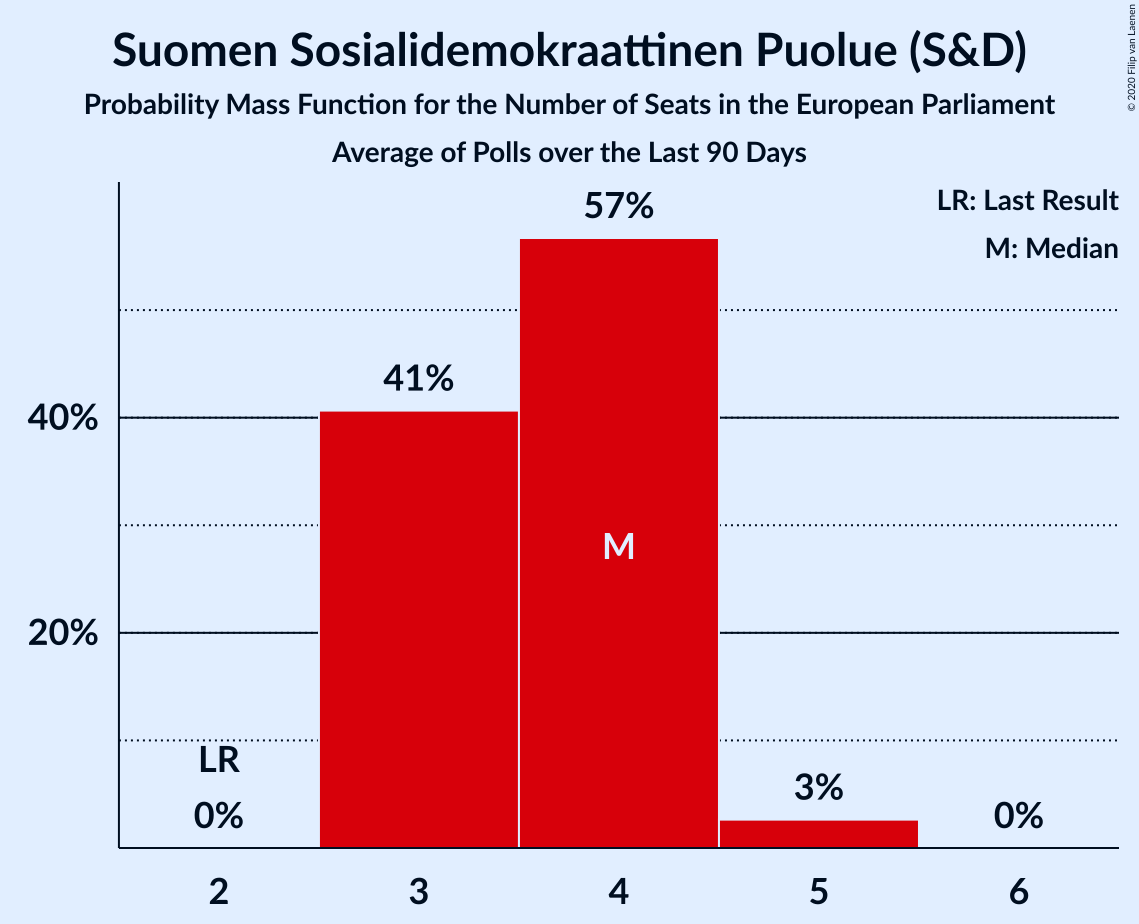 Suomen Sosialidemokraattinen Puolue (S&D)
Probability Mass Function for the Number of Seats in the European Parliament
Average of Polls over the Last 90 Days
© 2020 Filip van Laenen
LR: Last Result
M: Median
57%
41%
40%
M
20%
LR
0%
3%
0%
2
3
4
5
6